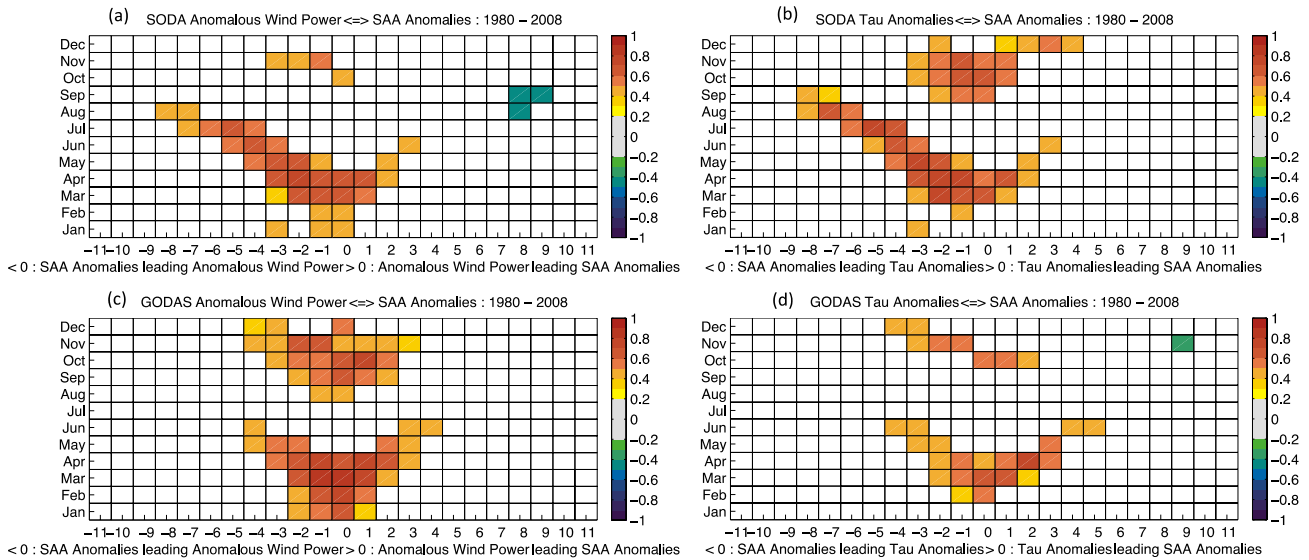 (a)
SODA Anomalous Wind Power<=> SAA Anomalies : 1980 – 2008
Dec
Nov
Oct
Sep
Aug
Jul
Jun
May
Apr
Mar
Feb
Jan
−11−10 −9 −8 −7 −6 −5 −4 −3 −2 −1 0 1 2 3 4 5 6 7 8 9 10 11
< 0 : SAA Anomalies leading Anomalous Wind Power> 0 : Anomalous Wind Power leading SAA Anomalies
1
0.8
0.6
0.4
0.2
0
−0.2
−0.4
−0.6
−0.8
−1
(b)
SODA Tau Anomalies<=> SAA Anomalies : 1980 – 2008
Dec
Nov
Oct
Sep
Aug
Jul
Jun
May
Apr
Mar
Feb
Jan
−11−10 −9 −8 −7 −6 −5 −4 −3 −2 −1 0 1 2 3 4 5 6 7 8 9 10 11
< 0 : SAA Anomalies leading Tau Anomalies> 0 : Tau Anomalies leading SAA Anomalies
1
0.8
0.6
0.4
0.2
0
−0.2
−0.4
−0.6
−0.8
−1
(c)
GODAS Anomalous Wind Power<=> SAA Anomalies : 1980 – 2008
Dec
Nov
Oct
Sep
Aug
Jul
Jun
May
Apr
Mar
Feb
Jan
−11−10 −9 −8 −7 −6 −5 −4 −3 −2 −1 0 1 2 3 4 5 6 7 8 9 10 11
< 0 : SAA Anomalies leading Anomalous Wind Power> 0 : Anomalous Wind Power leading SAA Anomalies
1
0.8
0.6
0.4
0.2
0
−0.2
−0.4
−0.6
−0.8
−1
(d)
GODAS Tau Anomalies<=> SAA Anomalies : 1980 – 2008
Dec
Nov
Oct
Sep
Aug
Jul
Jun
May
Apr
Mar
Feb
Jan
−11−10 −9 −8 −7 −6 −5 −4 −3 −2 −1 0 1 2 3 4 5 6 7 8 9 10 11
< 0 : SAA Anomalies leading Tau Anomalies> 0 : Tau Anomalies leading SAA Anomalies
1
0.8
0.6
0.4
0.2
0
−0.2
−0.4
−0.6
−0.8
−1